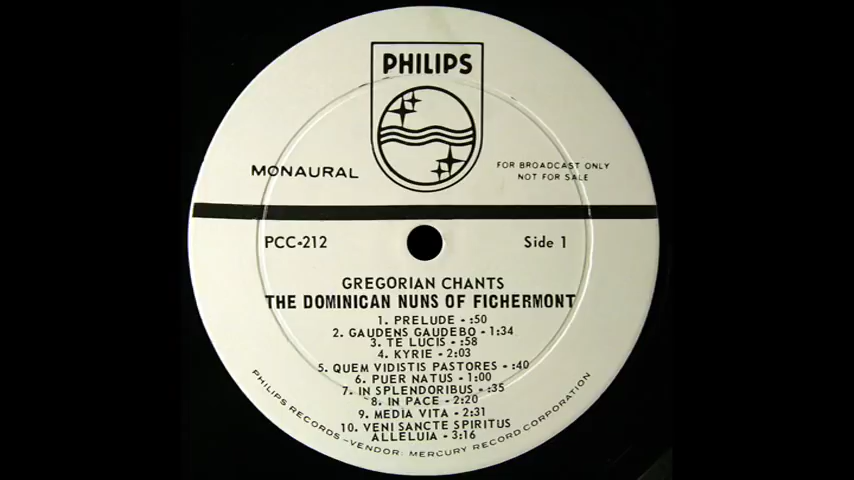 PHILIPS
MONAURAL
FOR BROADCAST ONLY
NOT FOR SALE
PCC-212
Side 1
GREGORIAN CHANTS
THE DOMINICAN NUNS OF FICHERMONT
1. PRELUDE - :50
2. GAUDENS GAUDEBO - 1:34
3. TE LUCIS - :58
4. KYRIE - 2:03
5. QUEM VIDISTIS PASTORES - :40
6. PUER NATUS - 1:00
7. IN SPLENDORIBUS - :35
8. IN PACE - 2:20
9. MEDIA VITA - 2:31
10. VENI SANCTE SPIRITUS
ALLELUIA - 3:16
PHILIPS RECORDS - VENDOR: MERCURY RECORD CORPORATION